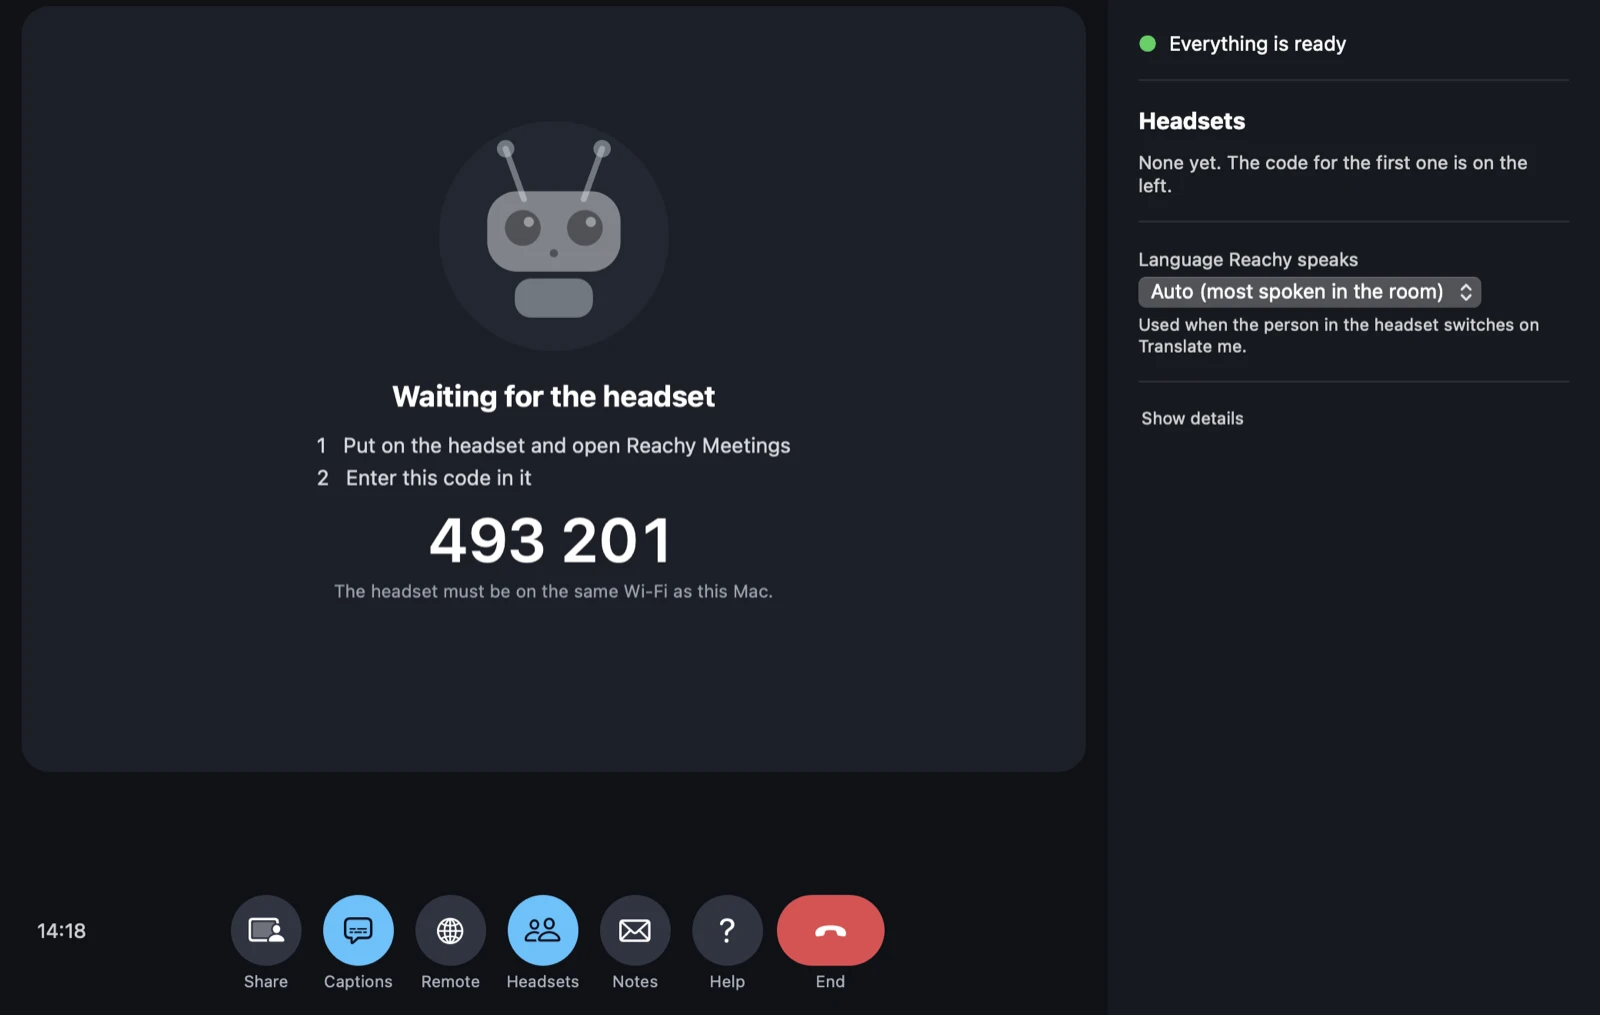 Everything is ready
Headsets
None yet. The code for the first one is on the
left.
Language Reachy speaks
Auto (most spoken in the room)
Used when the person in the headset switches on
Translate me.
Show details
Waiting for the headset
1 Put on the headset and open Reachy Meetings
2 Enter this code in it
493 201
The headset must be on the same Wi-Fi as this Mac.
14:18
Share
Captions
Remote
Headsets
Notes
? 
Help
End